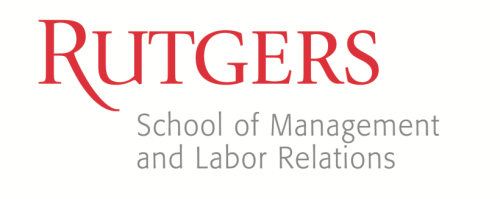 RUTGERS
School of Management
and Labor Relations